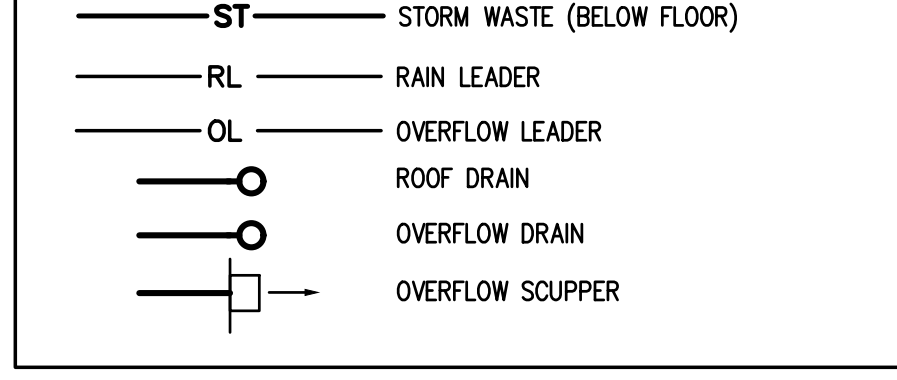 ST STORM WASTE (BELOW FLOOR)
RL RAIN LEADER
OL OVERFLOW LEADER
ROOF DRAIN
OVERFLOW DRAIN
OVERFLOW SCUPPER